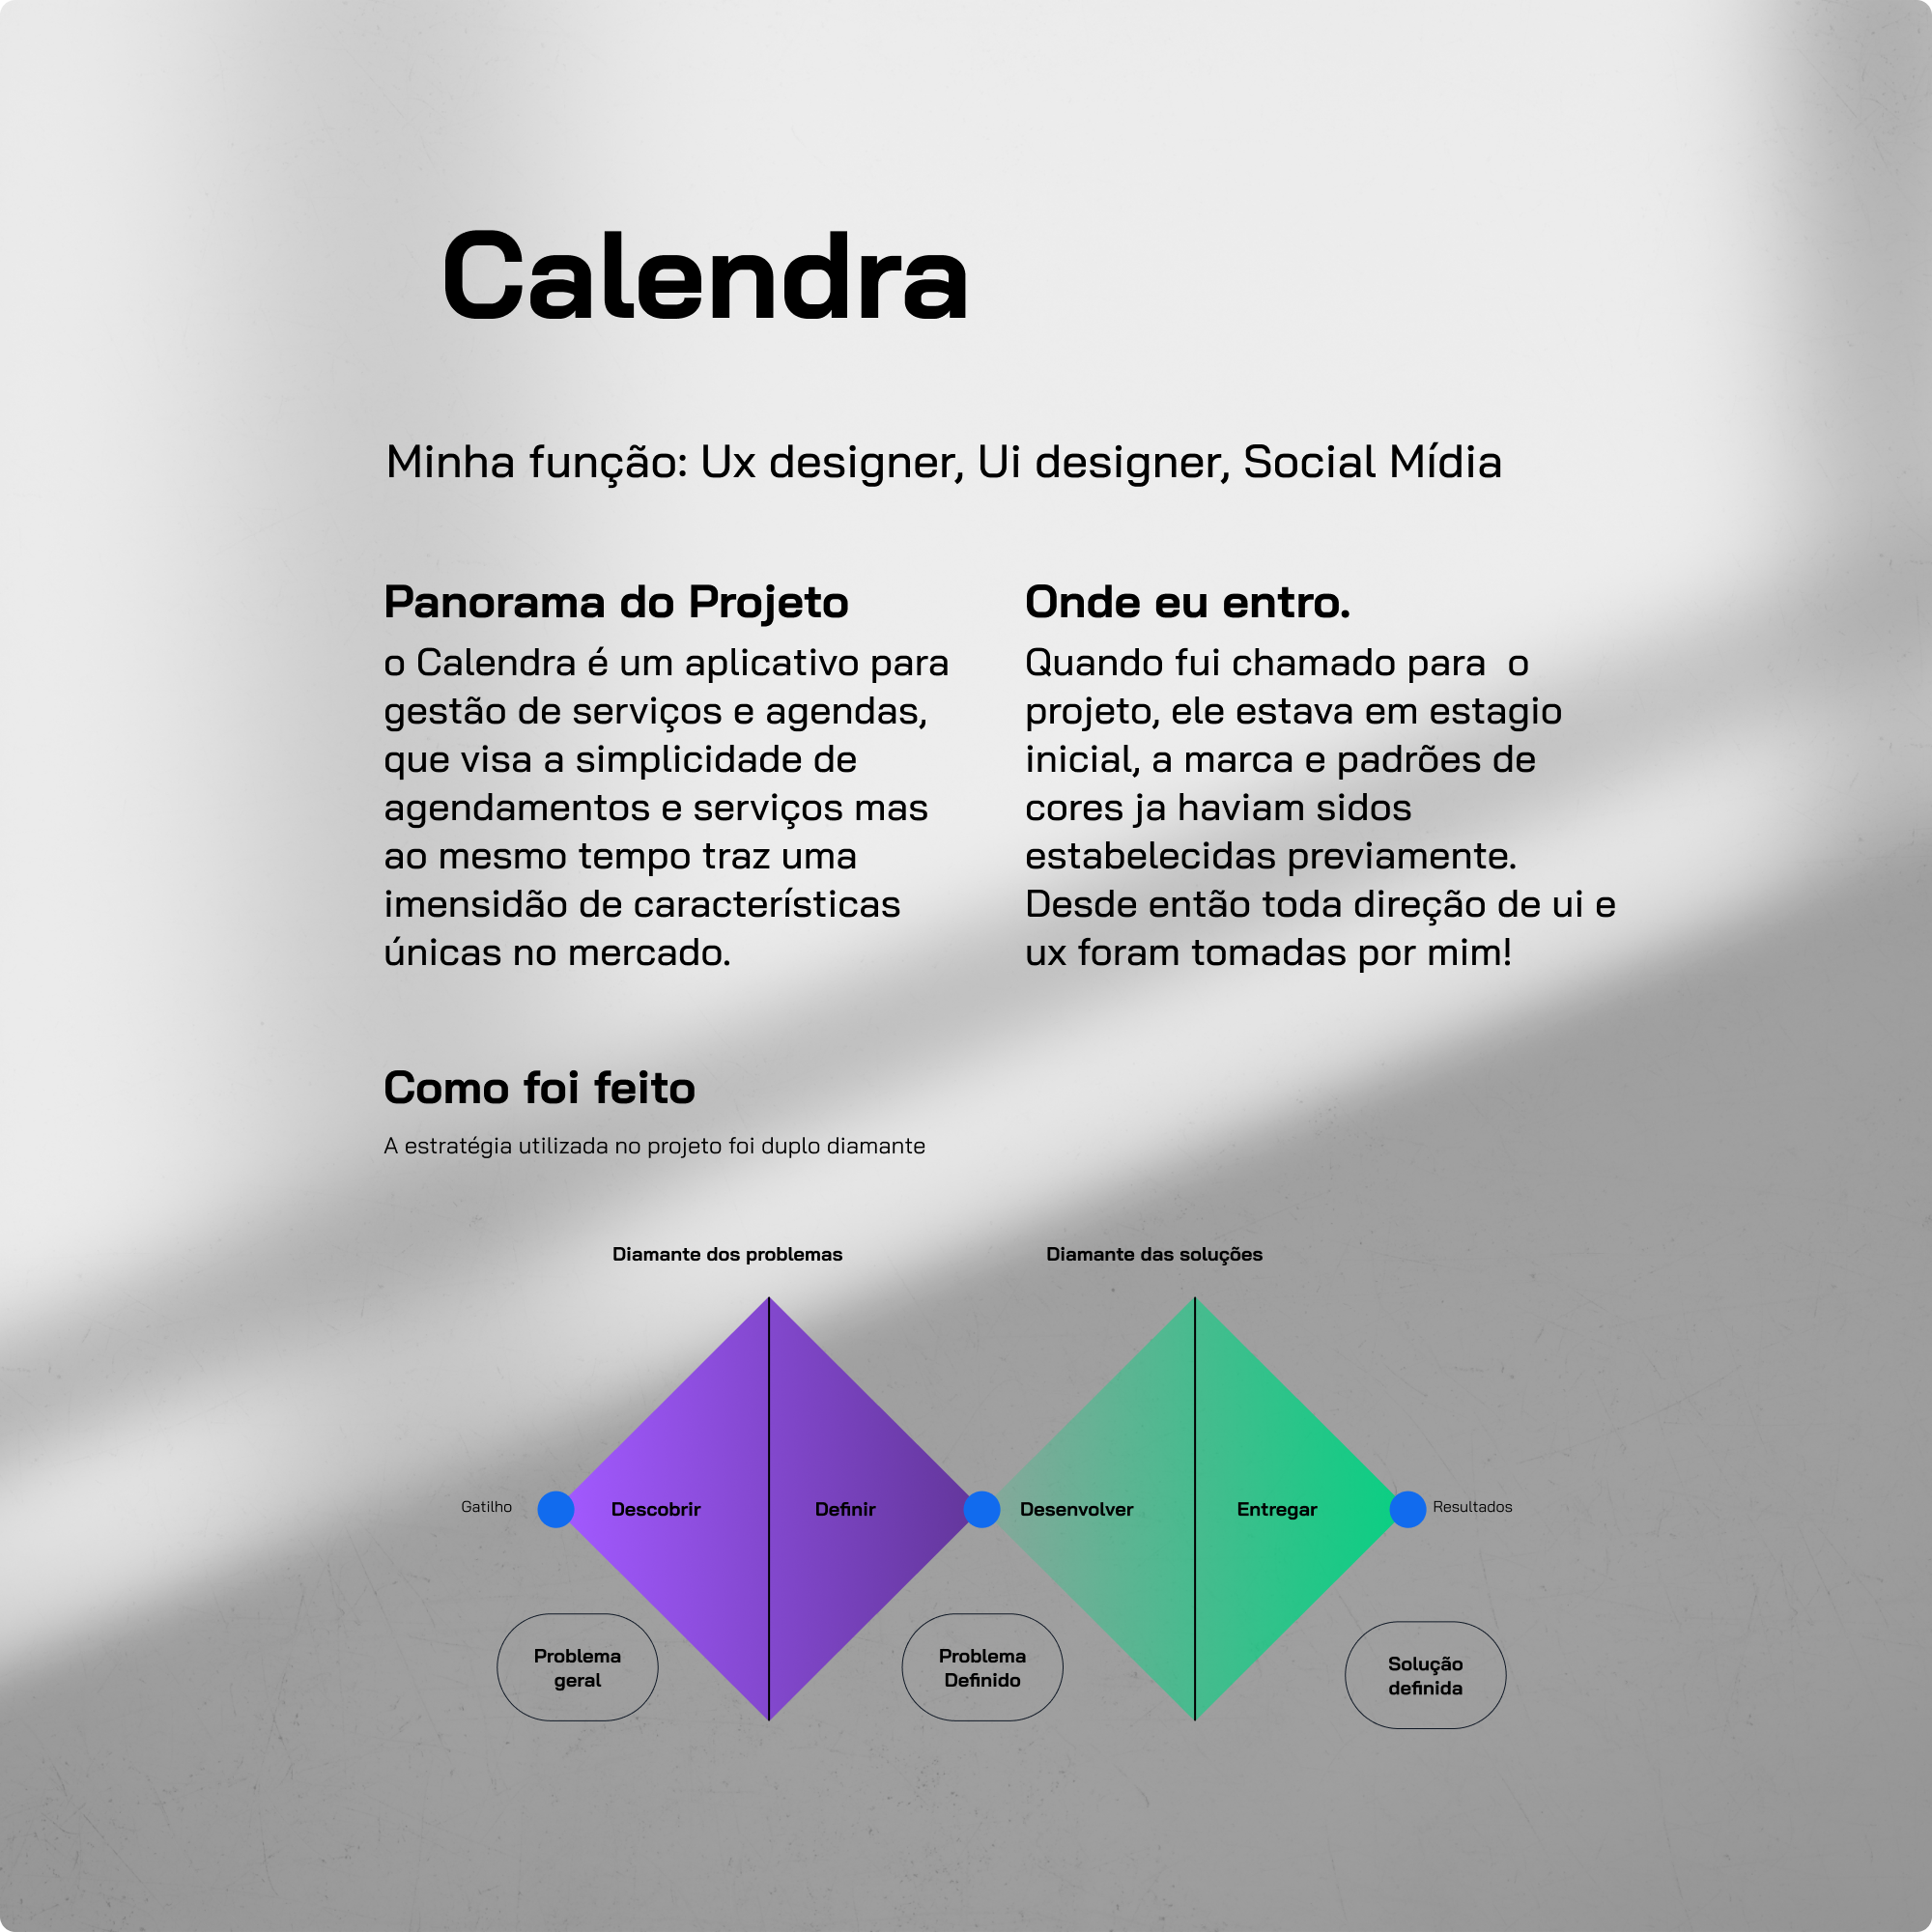 Calendra
Minha função: Ux designer, Ui designer, Social Mídia
Panorama do Projeto
o Calendra é um aplicativo para
gestão de serviços e agendas,
que visa a simplicidade de
agendamentos e serviços mas
ao mesmo tempo traz uma
imensidão de características
únicas no mercado.
Onde eu entro.
Quando fui chamado para  o
projeto, ele estava em estagio
inicial, a marca e padrões de
cores ja haviam sidos
estabelecidas previamente.
Desde então toda direção de ui e
ux foram tomadas por mim!
Como foi feito
A estratégia utilizada no projeto foi duplo diamante
Diamante dos problemas
Diamante das soluções
Gatilho
Descobrir
Definir
Desenvolver
Entregar
Resultados
Problema
geral
Problema
Definido
Solução
definida